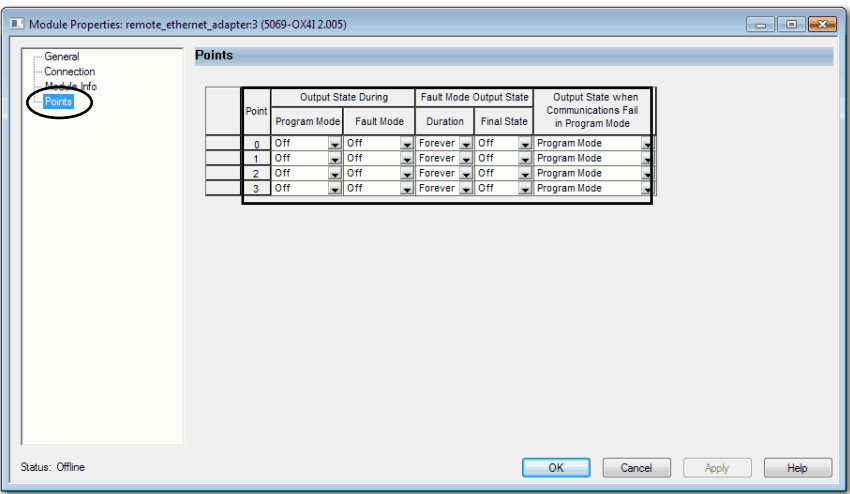 Module Properties: remote_ethernet_adapter:3 (5069-OX4I 2.005)
General
Connection
Module Info
Points
Points
Point
Output State During
Fault Mode Output State
Output State when
Communications Fail
in Program Mode
Program Mode
Fault Mode
Duration
Final State
0 Off Off Forever Off Program Mode
1 Off Off Forever Off Program Mode
2 Off Off Forever Off Program Mode
3 Off Off Forever Off Program Mode
Status: Offline
OK
Cancel
Apply
Help